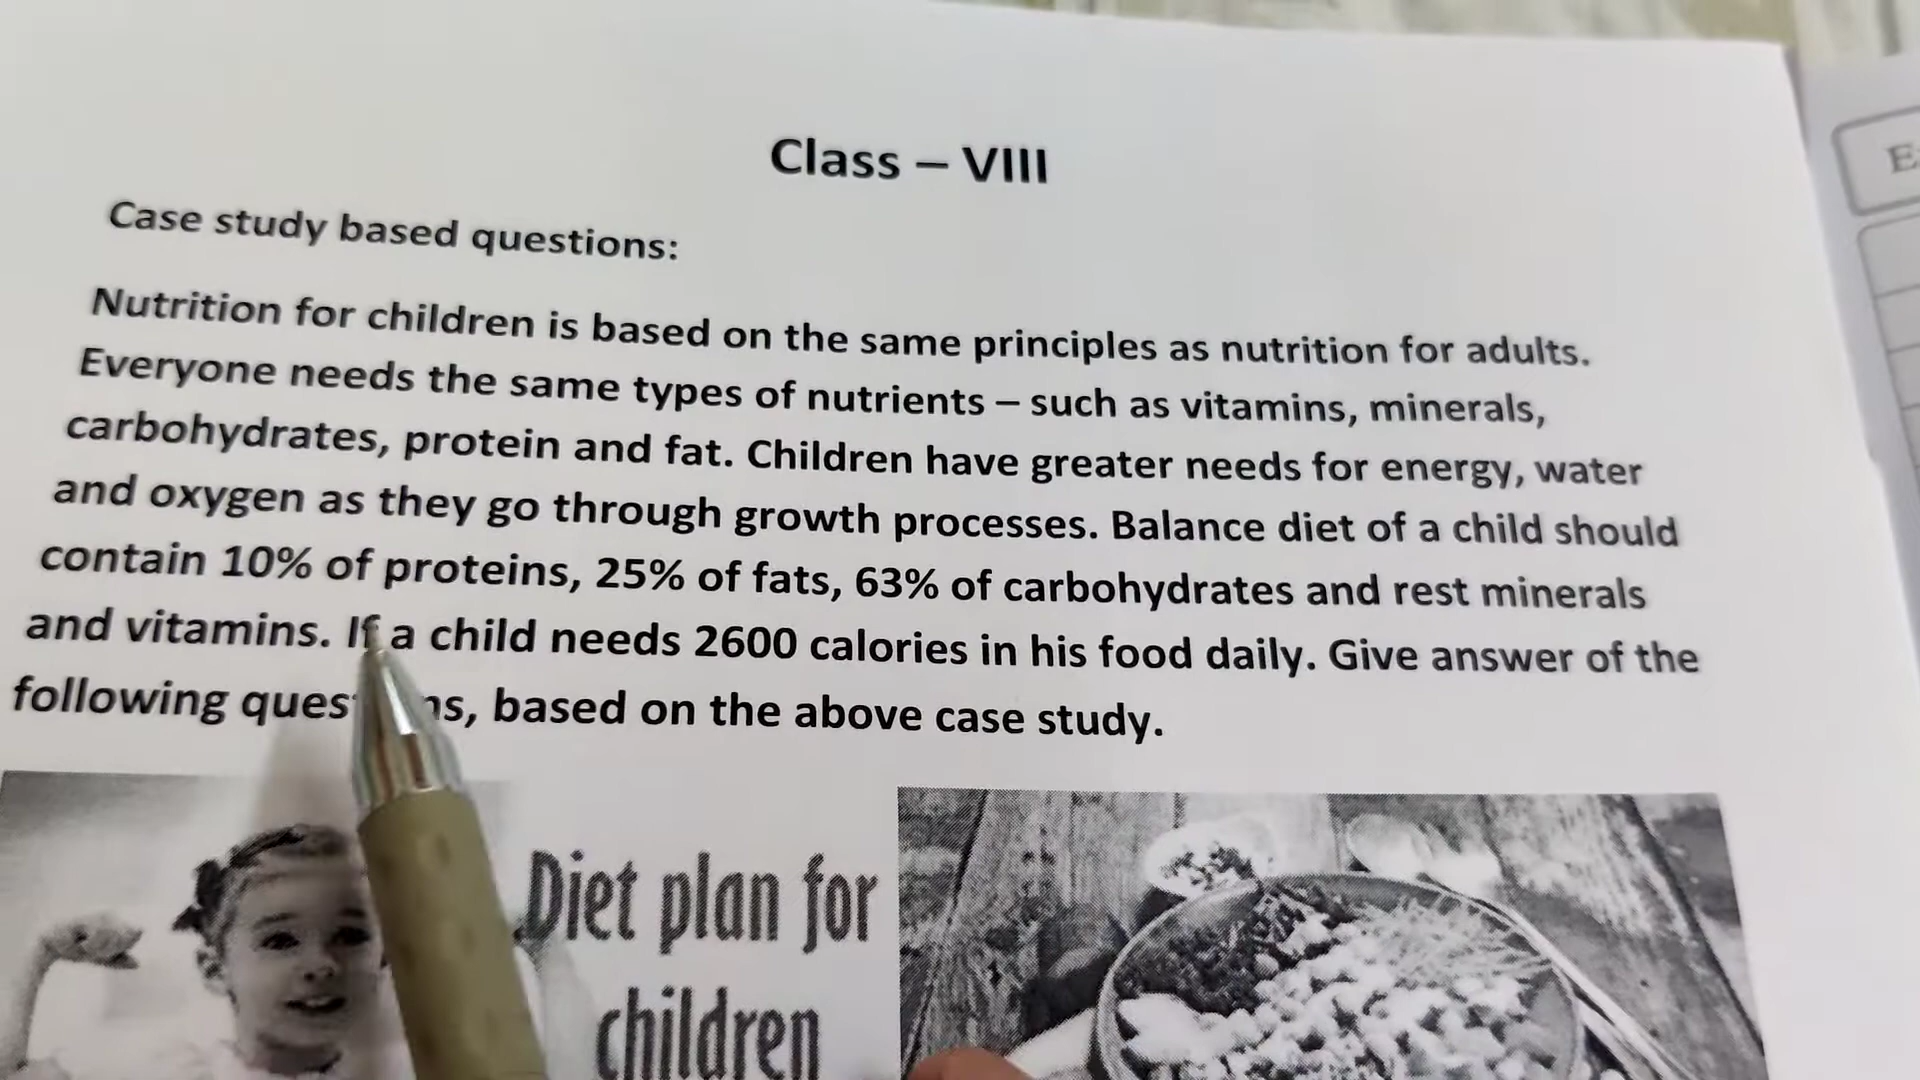 Class – VIII
Case study based questions:
Nutrition for children is based on the same principles as nutrition for adults.
Everyone needs the same types of nutrients – such as vitamins, minerals,
carbohydrates, protein and fat. Children have greater needs for energy, water
and oxygen as they go through growth processes. Balance diet of a child should
contain 10% of proteins, 25% of fats, 63% of carbohydrates and rest minerals
and vitamins. If a child needs 2600 calories in his food daily. Give answer of the
following based on the above case study.
Diet plan for
children